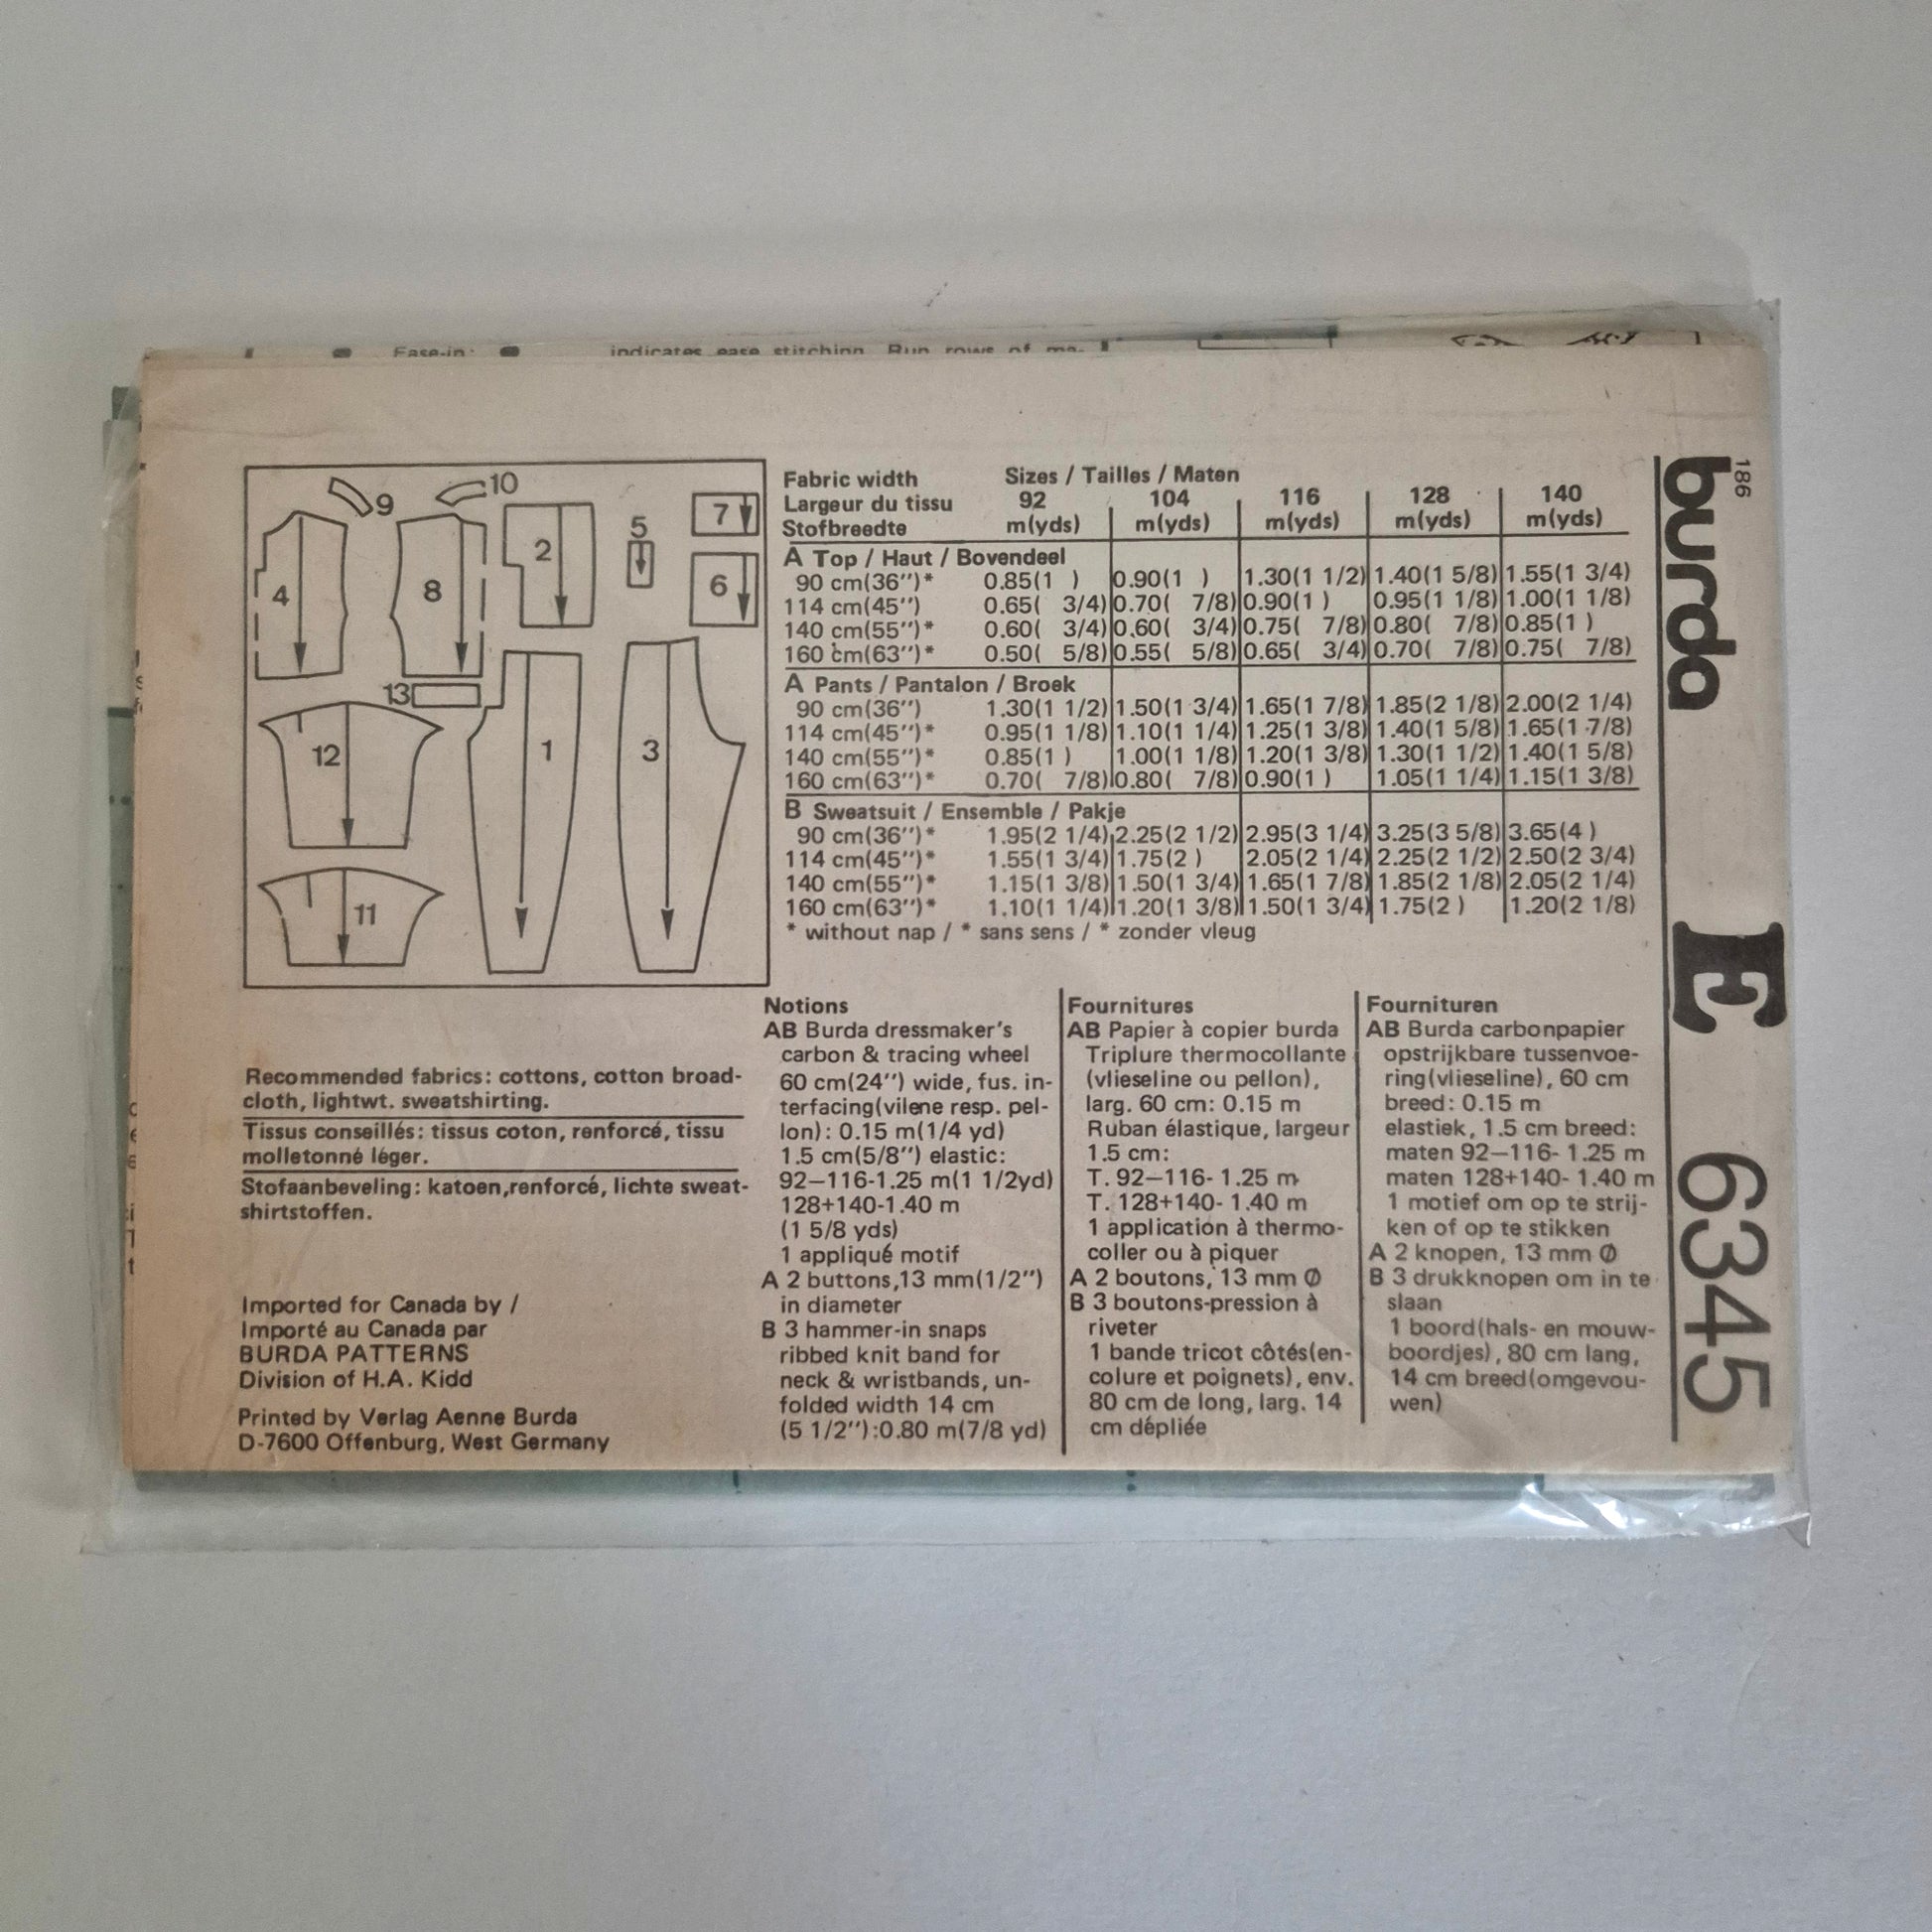 Ease-in: indicates ease stitching. Run rows of ma-
9
10
4
8
2
5
7
6
13
12
1
3
11
Fabric width Sizes / Tailles / Maten
Largeur du tissu 92 104 116 128 140
Stofbreedte m(yds) m(yds) m(yds) m(yds) m(yds)
A Top / Haut / Bovendeel
90 cm(36'')* 0.85(1 ) 0.90(1 ) 1.30(1 1/2) 1.40(1 5/8) 1.55(1 3/4)
114 cm(45'') 0.65( 3/4) 0.70( 7/8) 0.90(1 ) 0.95(1 1/8) 1.00(1 1/8)
140 cm(55'')* 0.60( 3/4) 0.60( 3/4) 0.75( 7/8) 0.80( 7/8) 0.85(1 )
160 cm(63'')* 0.50( 5/8) 0.55( 5/8) 0.65( 3/4) 0.70( 7/8) 0.75( 7/8)
A Pants / Pantalon / Broek
90 cm(36'') 1.30(1 1/2) 1.50(1 3/4) 1.65(1 7/8) 1.85(2 1/8) 2.00(2 1/4)
114 cm(45'')* 0.95(1 1/8) 1.10(1 1/4) 1.25(1 3/8) 1.40(1 5/8) 1.65(1 7/8)
140 cm(55'')* 0.85(1 ) 1.00(1 1/8) 1.20(1 3/8) 1.30(1 1/2) 1.40(1 5/8)
160 cm(63'')* 0.70( 7/8) 0.80( 7/8) 0.90(1 ) 1.05(1 1/4) 1.15(1 3/8)
B Sweatsuit / Ensemble / Pakje
90 cm(36'')* 1.95(2 1/4) 2.25(2 1/2) 2.95(3 1/4) 3.25(3 5/8) 3.65(4 )
114 cm(45'')* 1.55(1 3/4) 1.75(2 ) 2.05(2 1/4) 2.25(2 1/2) 2.50(2 3/4)
140 cm(55'')* 1.15(1 3/8) 1.50(1 3/4) 1.65(1 7/8) 1.85(2 1/8) 2.05(2 1/4)
160 cm(63'')* 1.10(1 1/4) 1.20(1 3/8) 1.50(1 3/4) 1.75(2 ) 1.20(2 1/8)
* without nap / * sans sens / * zonder vleug
Recommended fabrics: cottons, cotton broad-
cloth, lightwt. sweatshirting.
Tissus conseillés: tissus coton, renforcé, tissu
molletonné léger.
Stofaanbeveling: katoen,renforcé, lichte sweat-
shirtstoffen.
Imported for Canada by /
Importé au Canada par
BURDA PATTERNS
Division of H.A. Kidd
Printed by Verlag Aenne Burda
D-7600 Offenburg, West Germany
Notions
AB Burda dressmaker's
carbon & tracing wheel
60 cm(24'') wide, fus. in-
terfacing(vilene resp. pel-
lon): 0.15 m(1/4 yd)
1.5 cm(5/8'') elastic:
92—116-1.25 m(1 1/2yd)
128+140-1.40 m
(1 5/8 yds)
1 appliqué motif
A 2 buttons,13 mm(1/2'')
in diameter
B 3 hammer-in snaps
ribbed knit band for
neck & wristbands, un-
folded width 14 cm
(5 1/2''):0.80 m(7/8 yd)
Fournitures
AB Papier à copier burda
Triplure thermocollante
(vlieseline ou pellon),
larg. 60 cm: 0.15 m
Ruban élastique, largeur
1.5 cm:
T. 92—116- 1.25 m
T. 128+140- 1.40 m
1 application à thermo-
coller ou à piquer
A 2 boutons, 13 mm Ø
B 3 boutons-pression à
riveter
1 bande tricot côtés(en-
colure et poignets), env.
80 cm de long, larg. 14
cm dépliée
Fournituren
AB Burda carbonpapier
opstrijkbare tussenvoe-
ring(vlieseline), 60 cm
breed: 0.15 m
elastiek, 1.5 cm breed:
maten 92—116- 1.25 m
maten 128+140- 1.40 m
1 motief om op te strij-
ken of op te stikken
A 2 knopen, 13 mm Ø
B 3 drukknopen om in te
slaan
1 boord(hals- en mouw-
boordjes), 80 cm lang,
14 cm breed(omgevou-
wen)
186
burda
E
6345